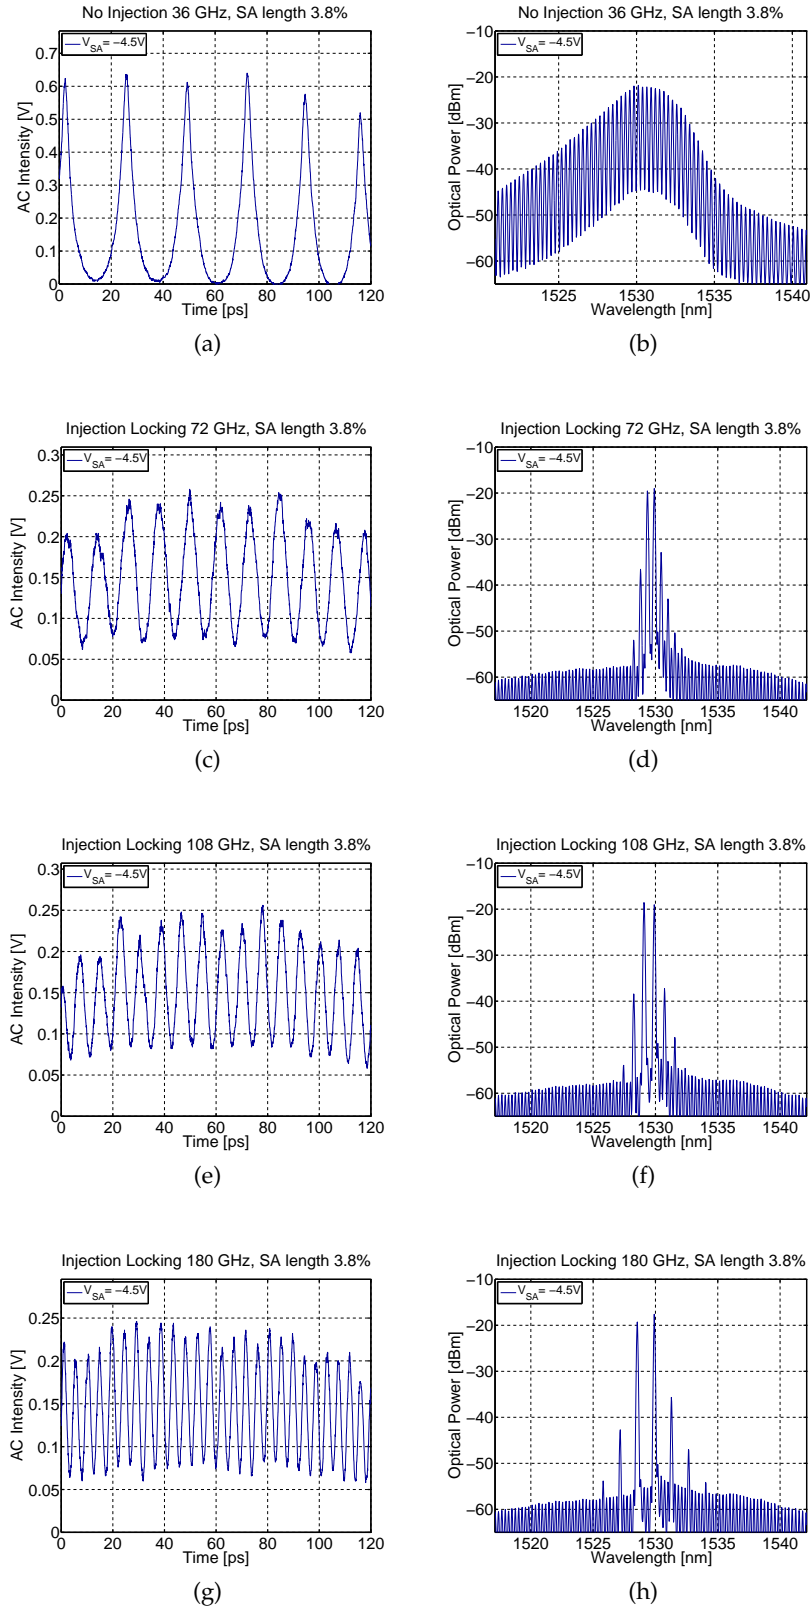 No Injection 36 GHz, SA length 3.8%
V_SA= −4.5V
0.7
0.6
0.5
0.4
0.3
0.2
0.1
0
AC Intensity [V]
0 20 40 60 80 100 120
Time [ps]
(a)
No Injection 36 GHz, SA length 3.8%
V_SA= −4.5V
−10
−20
−30
−40
−50
−60
Optical Power [dBm]
1525 1530 1535 1540
Wavelength [nm]
(b)
Injection Locking 72 GHz, SA length 3.8%
V_SA= −4.5V
0.3
0.25
0.2
0.15
0.1
0.05
0
AC Intensity [V]
0 20 40 60 80 100 120
Time [ps]
(c)
Injection Locking 72 GHz, SA length 3.8%
V_SA= −4.5V
−10
−20
−30
−40
−50
−60
Optical Power [dBm]
1520 1525 1530 1535 1540
Wavelength [nm]
(d)
Injection Locking 108 GHz, SA length 3.8%
V_SA= −4.5V
0.3
0.25
0.2
0.15
0.1
0.05
0
AC Intensity [V]
0 20 40 60 80 100 120
Time [ps]
(e)
Injection Locking 108 GHz, SA length 3.8%
V_SA= −4.5V
−10
−20
−30
−40
−50
−60
Optical Power [dBm]
1520 1525 1530 1535 1540
Wavelength [nm]
(f)
Injection Locking 180 GHz, SA length 3.8%
V_SA= −4.5V
0.25
0.2
0.15
0.1
0.05
0
AC Intensity [V]
0 20 40 60 80 100 120
Time [ps]
(g)
Injection Locking 180 GHz, SA length 3.8%
V_SA= −4.5V
−10
−20
−30
−40
−50
−60
Optical Power [dBm]
1520 1525 1530 1535 1540
Wavelength [nm]
(h)